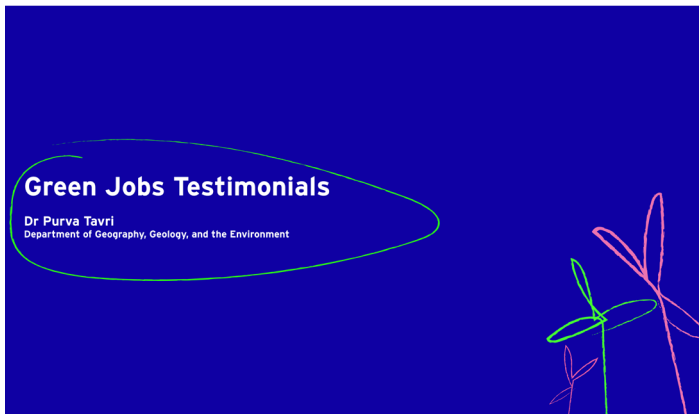 Green Jobs Testimonials
Dr Purva Tavri
Department of Geography, Geology, and the Environment